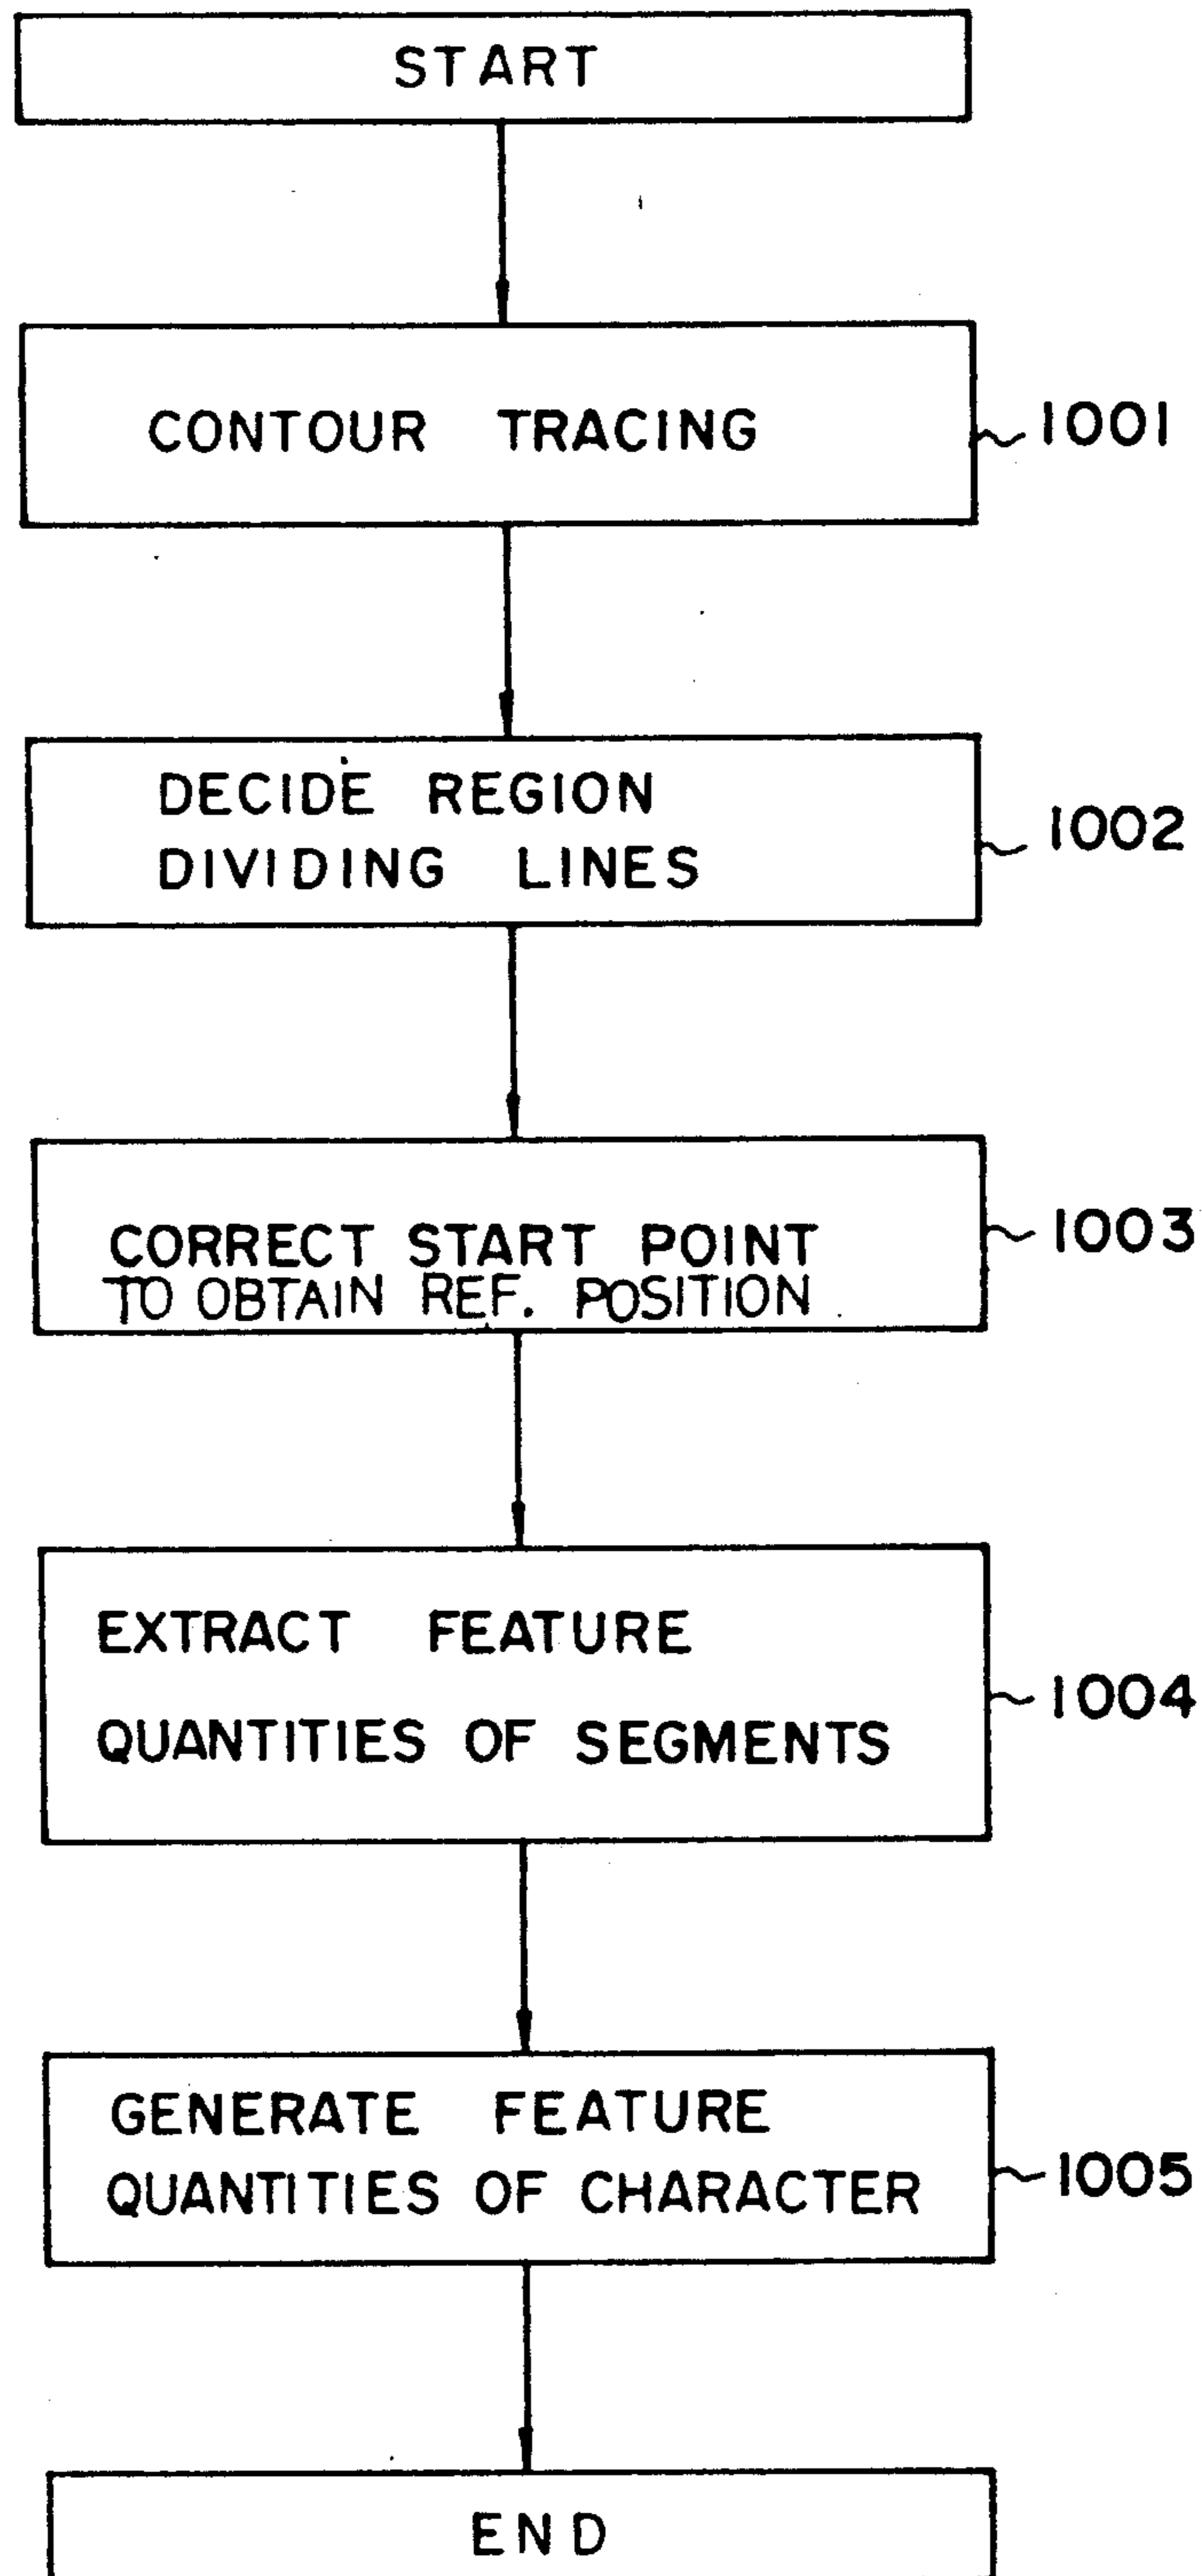 START
CONTOUR TRACING
1001
DECIDE REGION
DIVIDING LINES
1002
CORRECT START POINT
TO OBTAIN REF. POSITION
1003
EXTRACT FEATURE
QUANTITIES OF SEGMENTS
1004
GENERATE FEATURE
QUANTITIES OF CHARACTER
1005
END